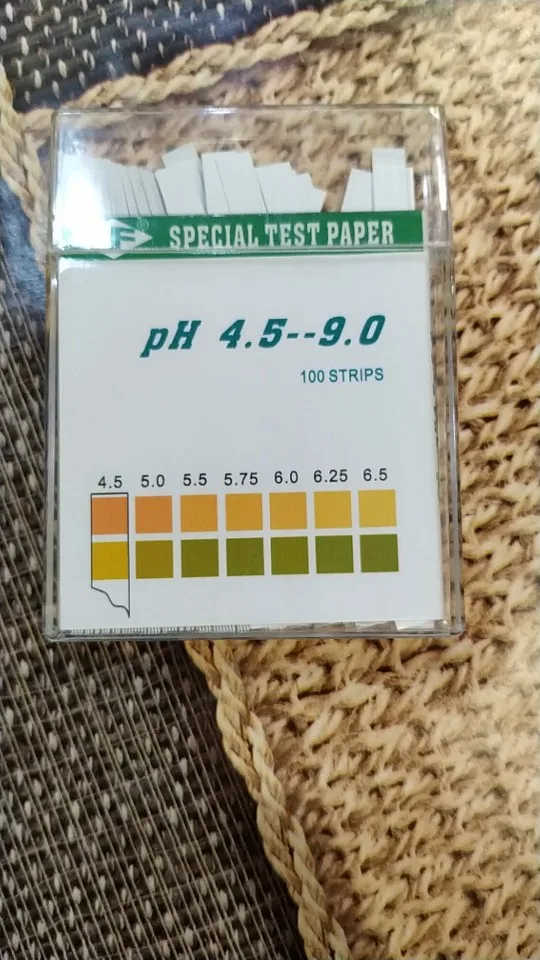 SPECIAL TEST PAPER
pH 4.5--9.0
100 STRIPS
4.5 5.0 5.5 5.75 6.0 6.25 6.5